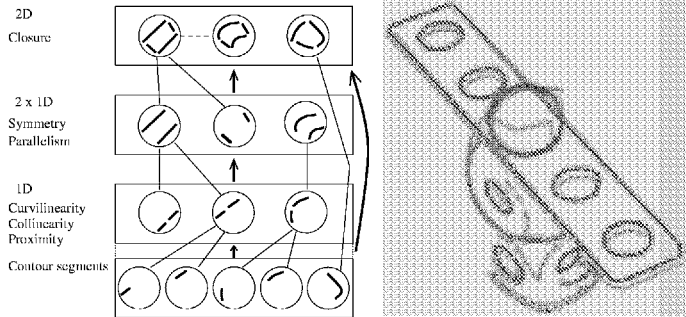 2D
Closure
2 x 1D
Symmetry
Parallelism
1D
Curvilinearity
Collinearity
Proximity
Contour segments